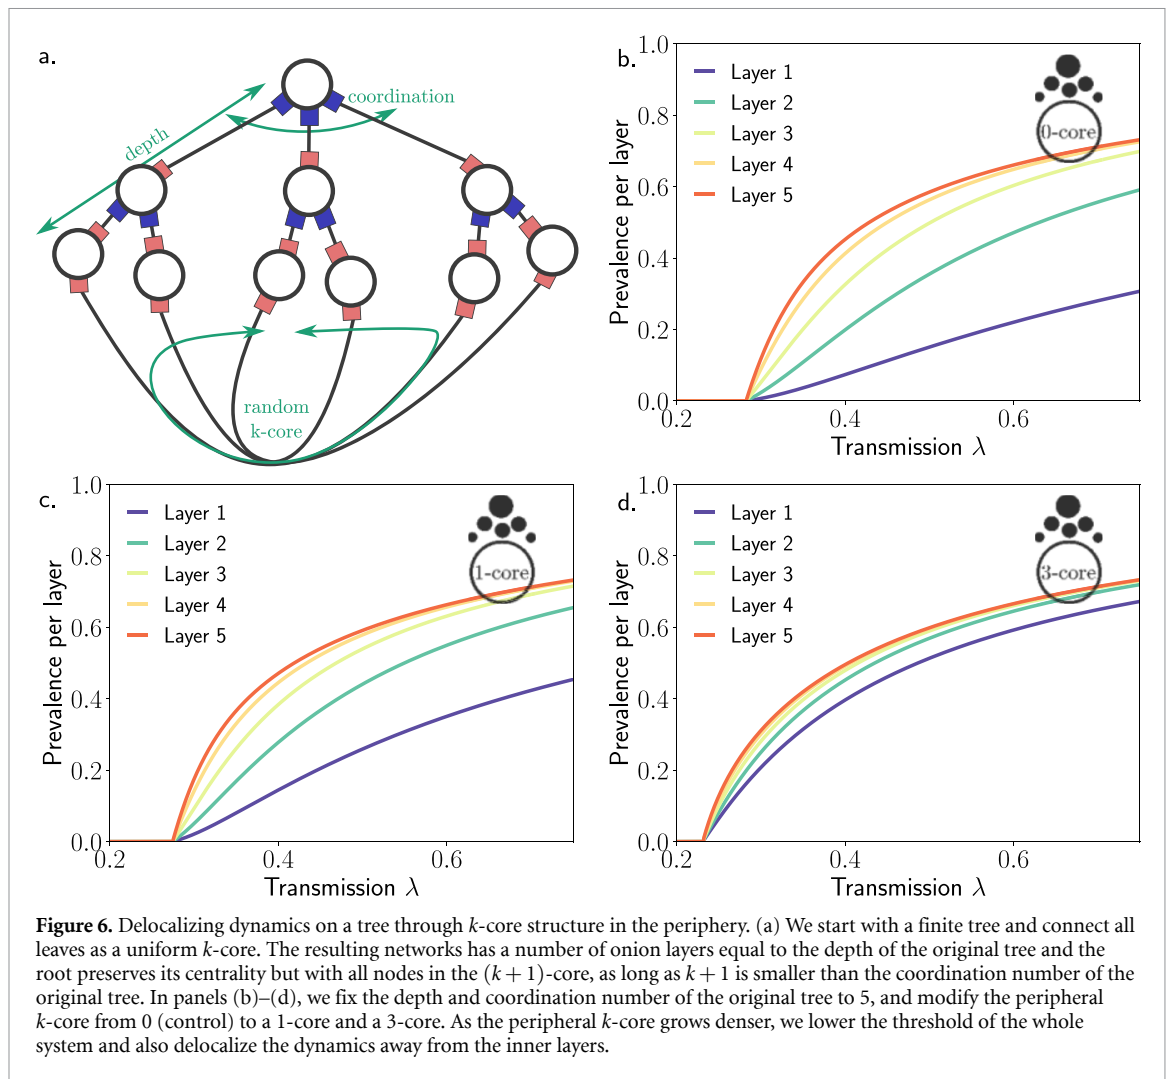 a.
coordination
depth
random
k-core
b.
1.0
0.8
0.6
0.4
0.2
0.0
0.2
0.4
0.6
Prevalence per layer
Transmission λ
Layer 1
Layer 2
Layer 3
Layer 4
Layer 5
0-core
c.
1.0
0.8
0.6
0.4
0.2
0.0
0.2
0.4
0.6
Prevalence per layer
Transmission λ
Layer 1
Layer 2
Layer 3
Layer 4
Layer 5
1-core
d.
1.0
0.8
0.6
0.4
0.2
0.0
0.2
0.4
0.6
Prevalence per layer
Transmission λ
Layer 1
Layer 2
Layer 3
Layer 4
Layer 5
3-core
Figure 6. Delocalizing dynamics on a tree through k-core structure in the periphery. (a) We start with a finite tree and connect all
leaves as a uniform k-core. The resulting networks has a number of onion layers equal to the depth of the original tree and the
root preserves its centrality but with all nodes in the (k + 1)-core, as long as k + 1 is smaller than the coordination number of the
original tree. In panels (b)–(d), we fix the depth and coordination number of the original tree to 5, and modify the peripheral
k-core from 0 (control) to a 1-core and a 3-core. As the peripheral k-core grows denser, we lower the threshold of the whole
system and also delocalize the dynamics away from the inner layers.